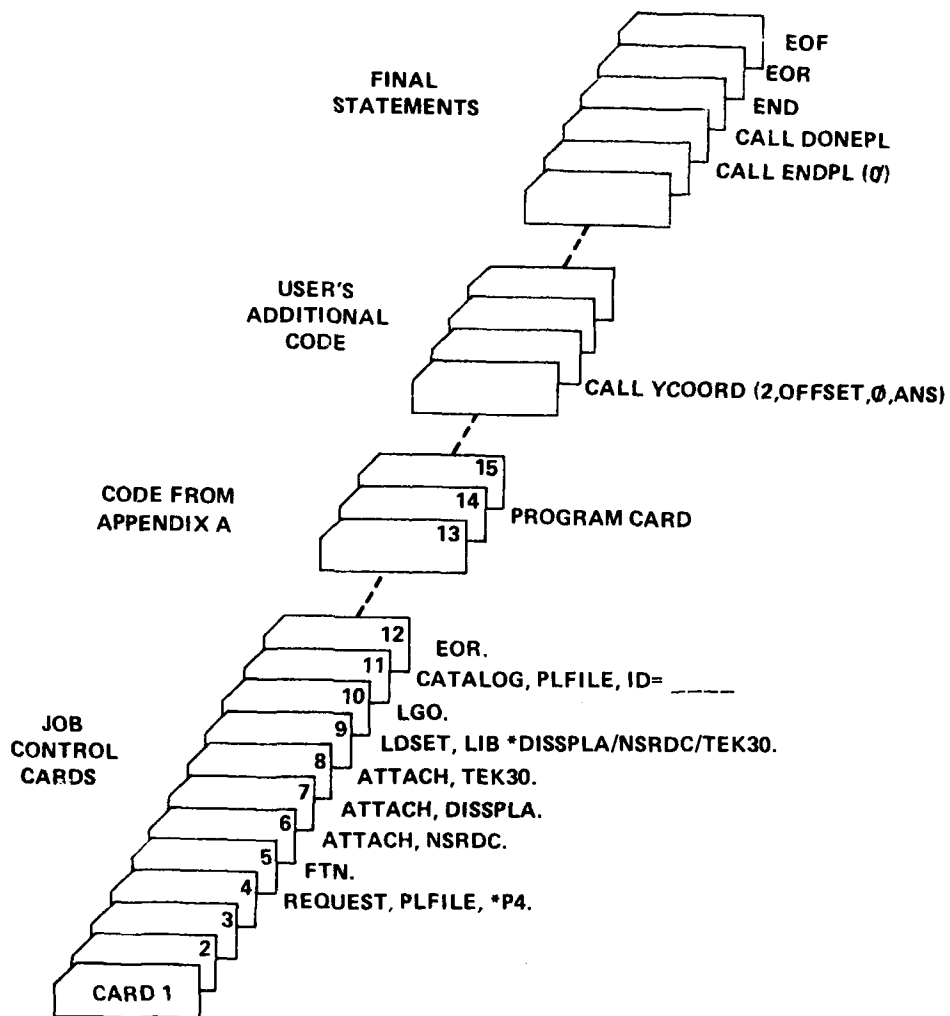 EOF
EOR
FINAL
STATEMENTS
END
CALL DONEPL
CALL ENDPL (0)
USER'S
ADDITIONAL
CODE
CALL YCOORD (2,OFFSET,Ø,ANS)
CODE FROM
APPENDIX A
15
14
PROGRAM CARD
13
12
EOR.
11
CATALOG, PLFILE, ID= ____
10
LGO.
JOB
CONTROL
CARDS
9
LDSET, LIB *DISSPLA/NSRDC/TEK30.
8
ATTACH, TEK30.
7
ATTACH, DISSPLA.
6
ATTACH, NSRDC.
5
FTN.
4
REQUEST, PLFILE, *P4.
3
2
CARD 1